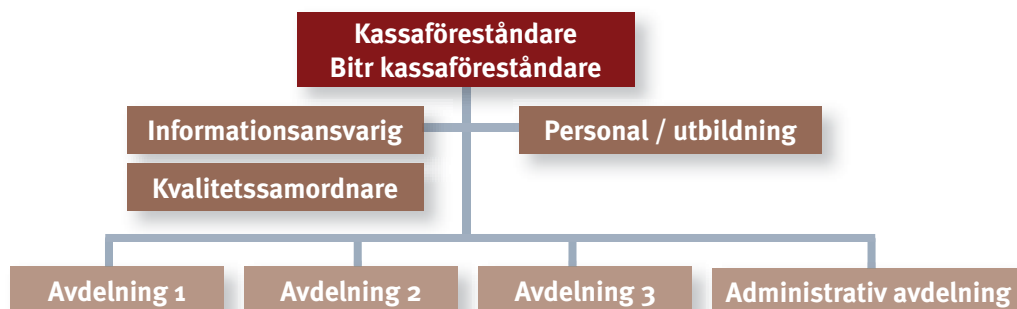 Kassaföreståndare
Bitr kassaföreståndare
Informationsansvarig
Personal / utbildning
Kvalitetssamordnare
Avdelning 1
Avdelning 2
Avdelning 3
Administrativ avdelning